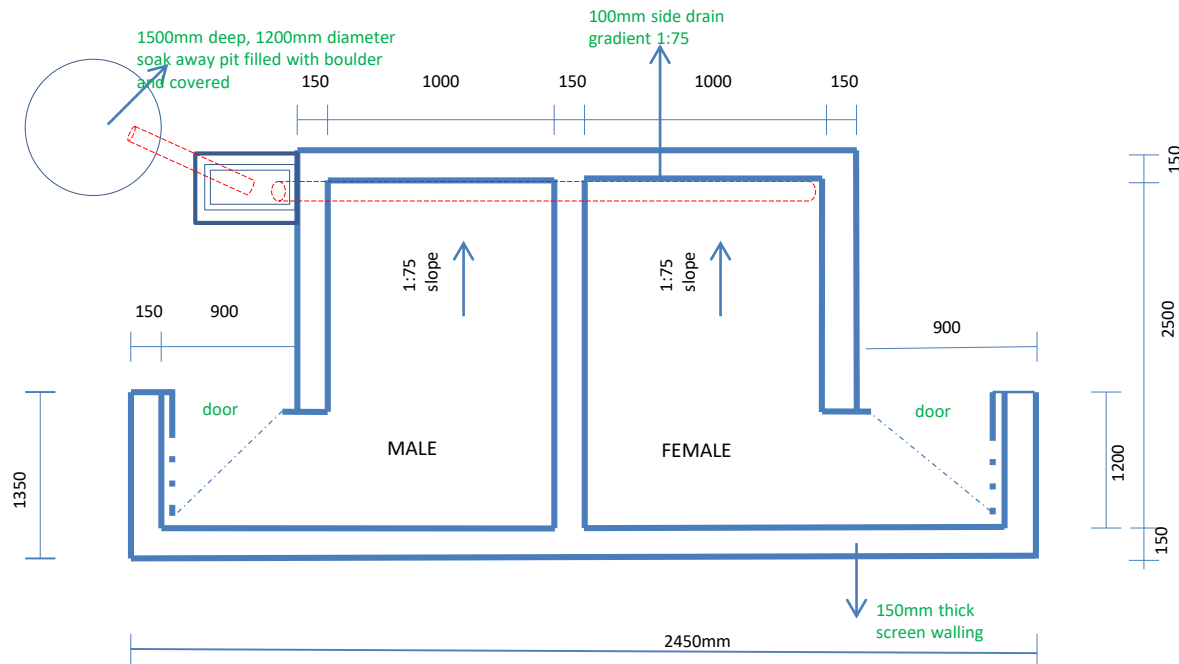 1500mm deep, 1200mm diameter
soak away pit filled with boulder
and covered
100mm side drain
gradient 1:75
150
1000
150
1000
150
150
1:75
slope
1:75
slope
2500
150
900
900
door
door
MALE
FEMALE
1350
1200
150
150mm thick
screen walling
2450mm